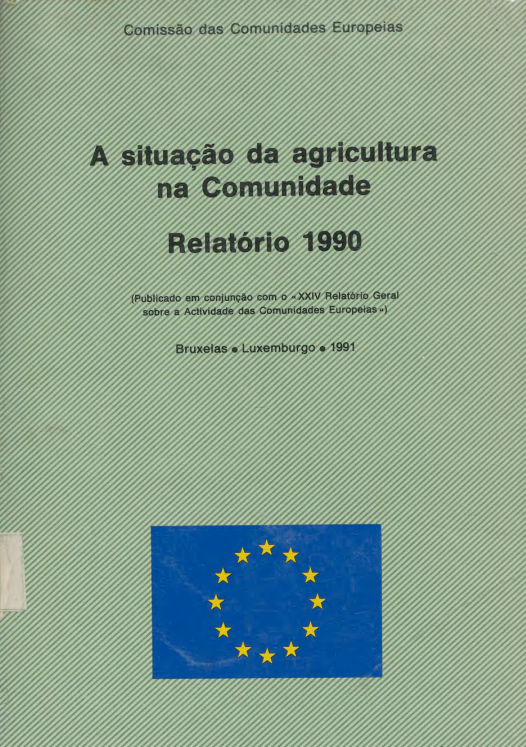 Comissão das Comunidades Europeias
A situação da agricultura
na Comunidade
Relatório 1990
(Publicado em conjunção com o «XXIV Relatório Geral
sobre a Actividade das Comunidades Europeias»)
Bruxelas • Luxemburgo • 1991